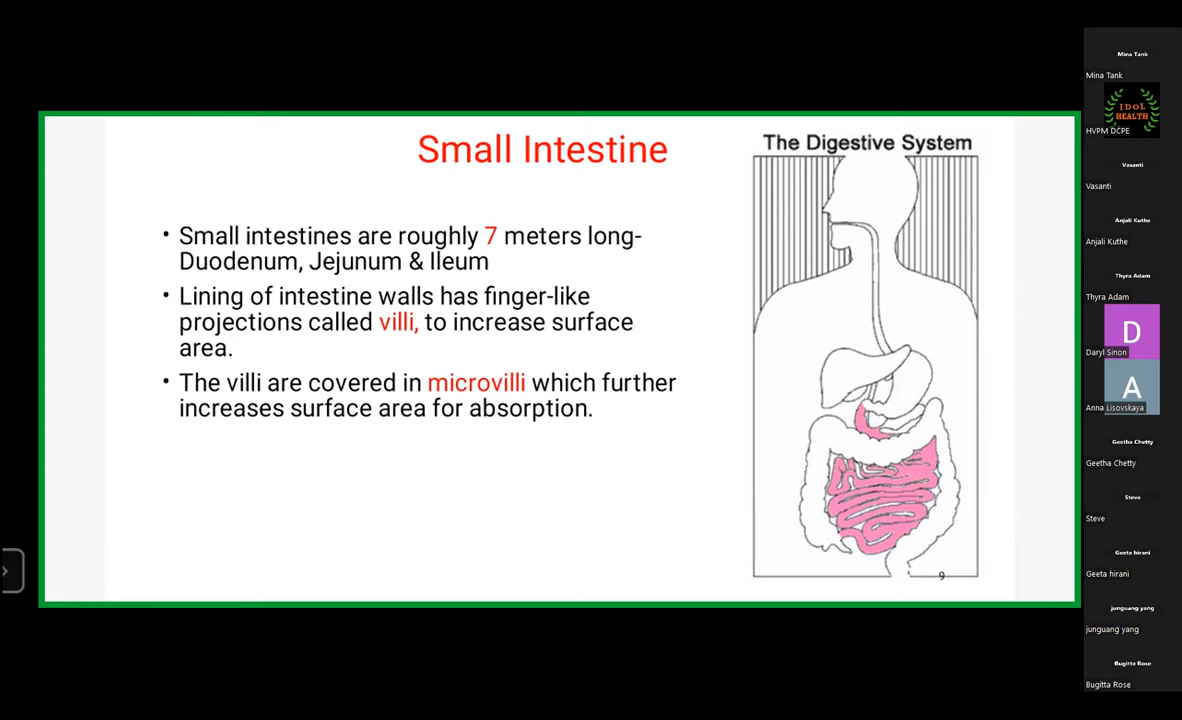 Small Intestine
• Small intestines are roughly 7 meters long-
Duodenum, Jejunum & Ileum
• Lining of intestine walls has finger-like
projections called villi, to increase surface
area.
• The villi are covered in microvilli which further
increases surface area for absorption.
The Digestive System
9
Mina Tank
Mina Tank
IDOL
HEALTH
HVPM DCPE
Vasanti
Vasanti
Anjali Kuthe
Anjali Kuthe
Thyra Adam
Thyra Adam
D
Daryl Sinon
A
Anna Lisovskaya
Geetha Chetty
Geetha Chetty
Steve
Steve
Geeta hirani
Geeta hirani
junguang yang
junguang yang
Bugitta Rose
Bugitta Rose